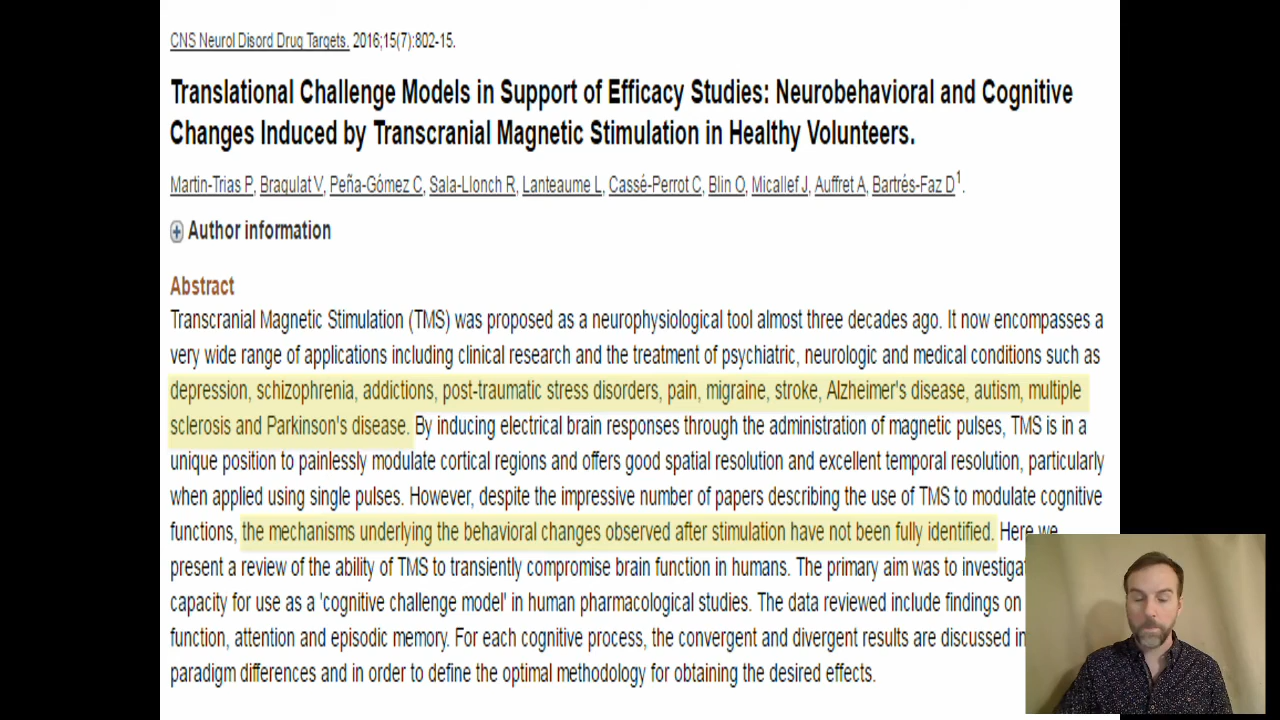 CNS Neurol Disord Drug Targets. 2016;15(7):802-15.
Translational Challenge Models in Support of Efficacy Studies: Neurobehavioral and Cognitive
Changes Induced by Transcranial Magnetic Stimulation in Healthy Volunteers.
Martin-Trias P, Bragulat V, Peña-Gómez C, Sala-Llonch R, Lanteaume L, Cassé-Perrot C, Blin O, Micallef J, Auffret A, Bartrés-Faz D1.
Author information
Abstract
Transcranial Magnetic Stimulation (TMS) was proposed as a neurophysiological tool almost three decades ago. It now encompasses a
very wide range of applications including clinical research and the treatment of psychiatric, neurologic and medical conditions such as
depression, schizophrenia, addictions, post-traumatic stress disorders, pain, migraine, stroke, Alzheimer's disease, autism, multiple
sclerosis and Parkinson's disease. By inducing electrical brain responses through the administration of magnetic pulses, TMS is in a
unique position to painlessly modulate cortical regions and offers good spatial resolution and excellent temporal resolution, particularly
when applied using single pulses. However, despite the impressive number of papers describing the use of TMS to modulate cognitive
functions, the mechanisms underlying the behavioral changes observed after stimulation have not been fully identified. Here we
present a review of the ability of TMS to transiently compromise brain function in humans. The primary aim was to investigat
capacity for use as a 'cognitive challenge model' in human pharmacological studies. The data reviewed include findings on
function, attention and episodic memory. For each cognitive process, the convergent and divergent results are discussed in
paradigm differences and in order to define the optimal methodology for obtaining the desired effects.